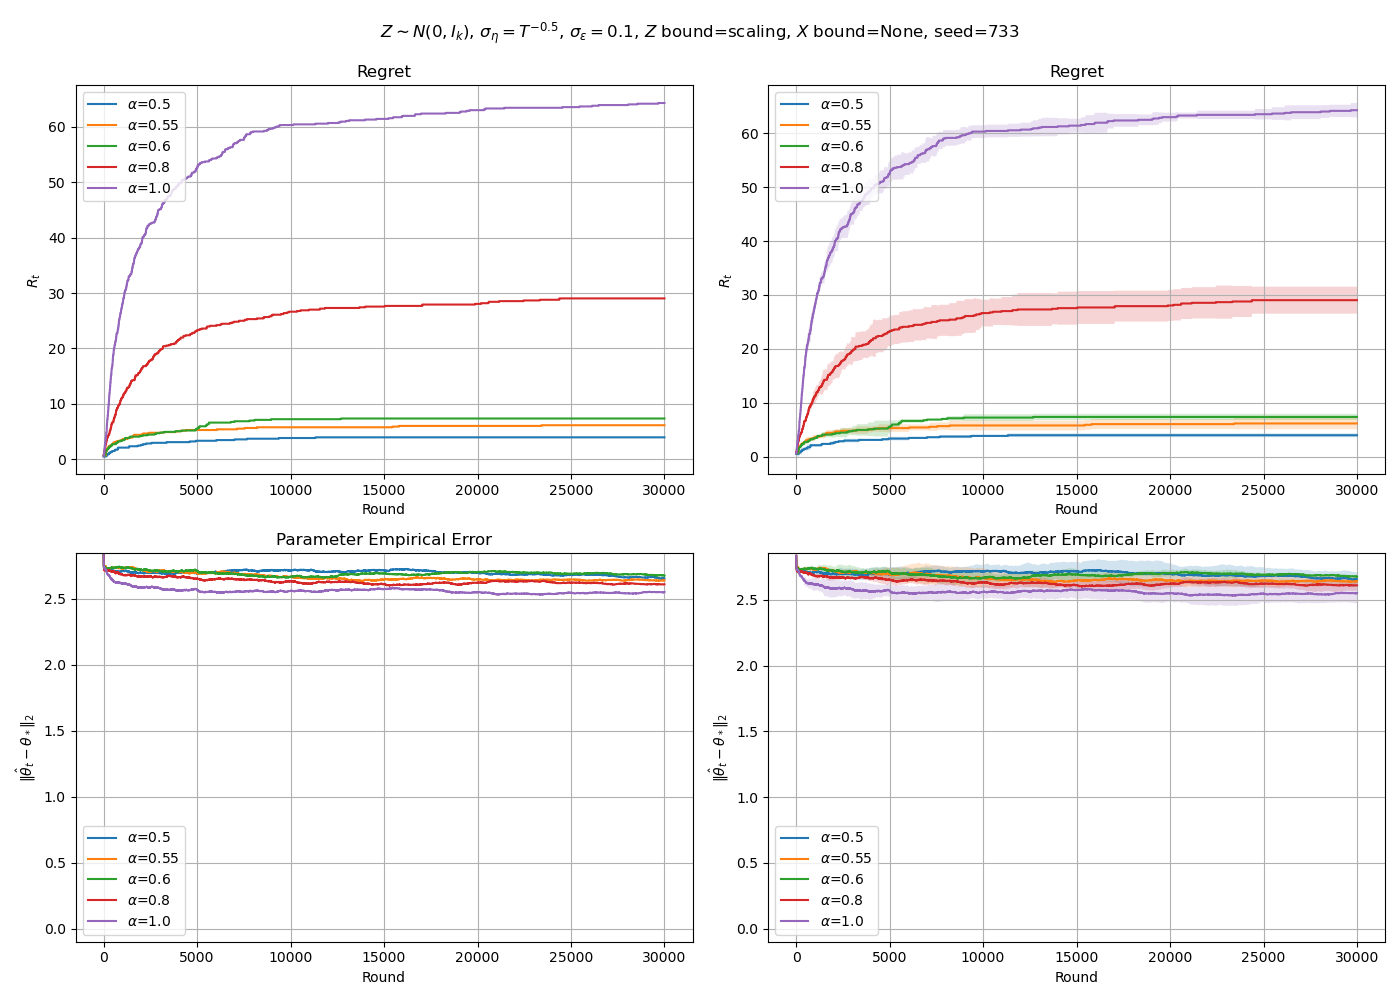 Z ~ N(0, I_k), σ_η = T^{−0.5}, σ_ε = 0.1, Z bound=scaling, X bound=None, seed=733
Regret
α=0.5
α=0.55
α=0.6
α=0.8
α=1.0
R_t
60
50
40
30
20
10
0
0 5000 10000 15000 20000 25000 30000
Round
Regret
α=0.5
α=0.55
α=0.6
α=0.8
α=1.0
R_t
60
50
40
30
20
10
0
0 5000 10000 15000 20000 25000 30000
Round
Parameter Empirical Error
‖θ̂_t − θ_*‖_2
2.5
2.0
1.5
1.0
0.5
0.0
α=0.5
α=0.55
α=0.6
α=0.8
α=1.0
0 5000 10000 15000 20000 25000 30000
Round
Parameter Empirical Error
‖θ̂_t − θ_*‖_2
2.5
2.0
1.5
1.0
0.5
0.0
α=0.5
α=0.55
α=0.6
α=0.8
α=1.0
0 5000 10000 15000 20000 25000 30000
Round